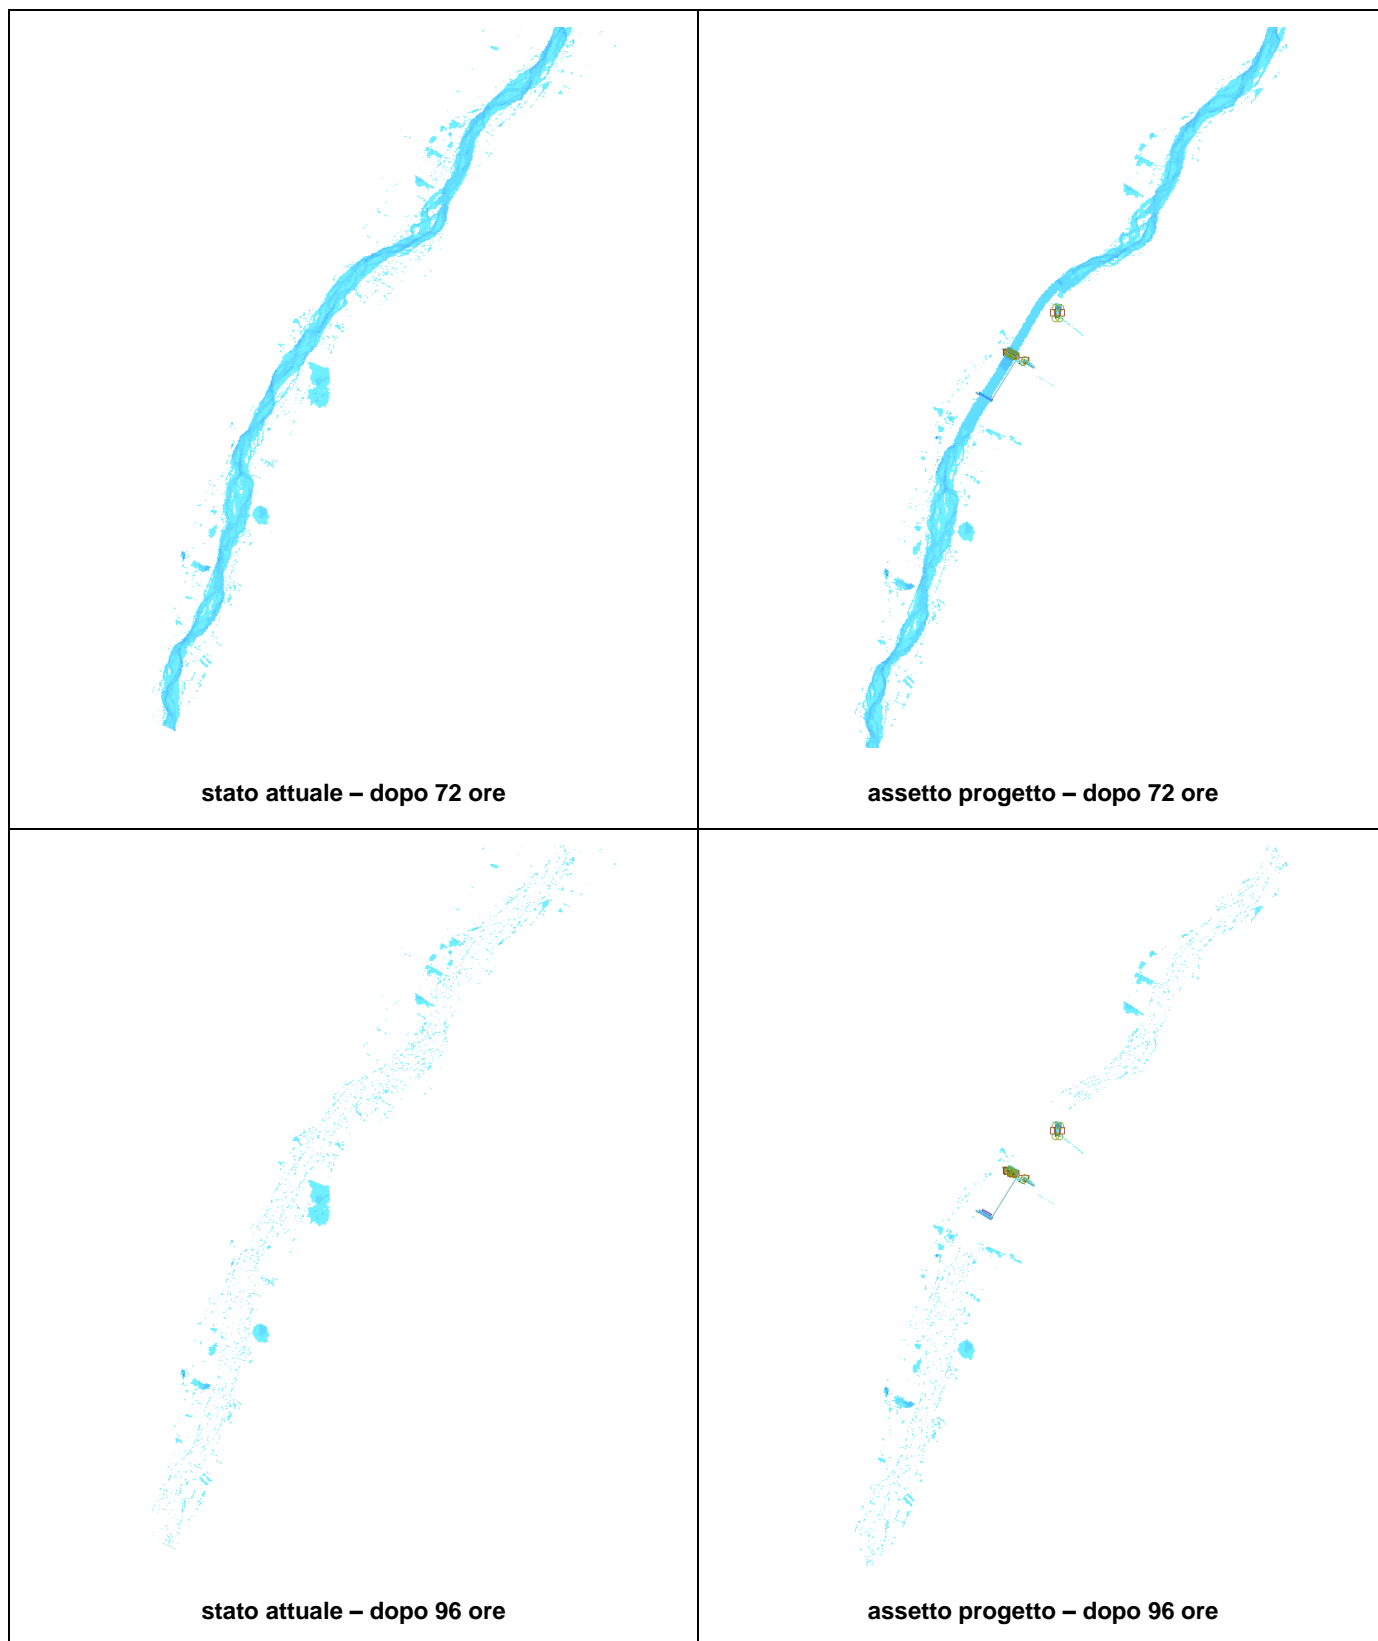 stato attuale – dopo 72 ore
assetto progetto – dopo 72 ore
stato attuale – dopo 96 ore
assetto progetto – dopo 96 ore